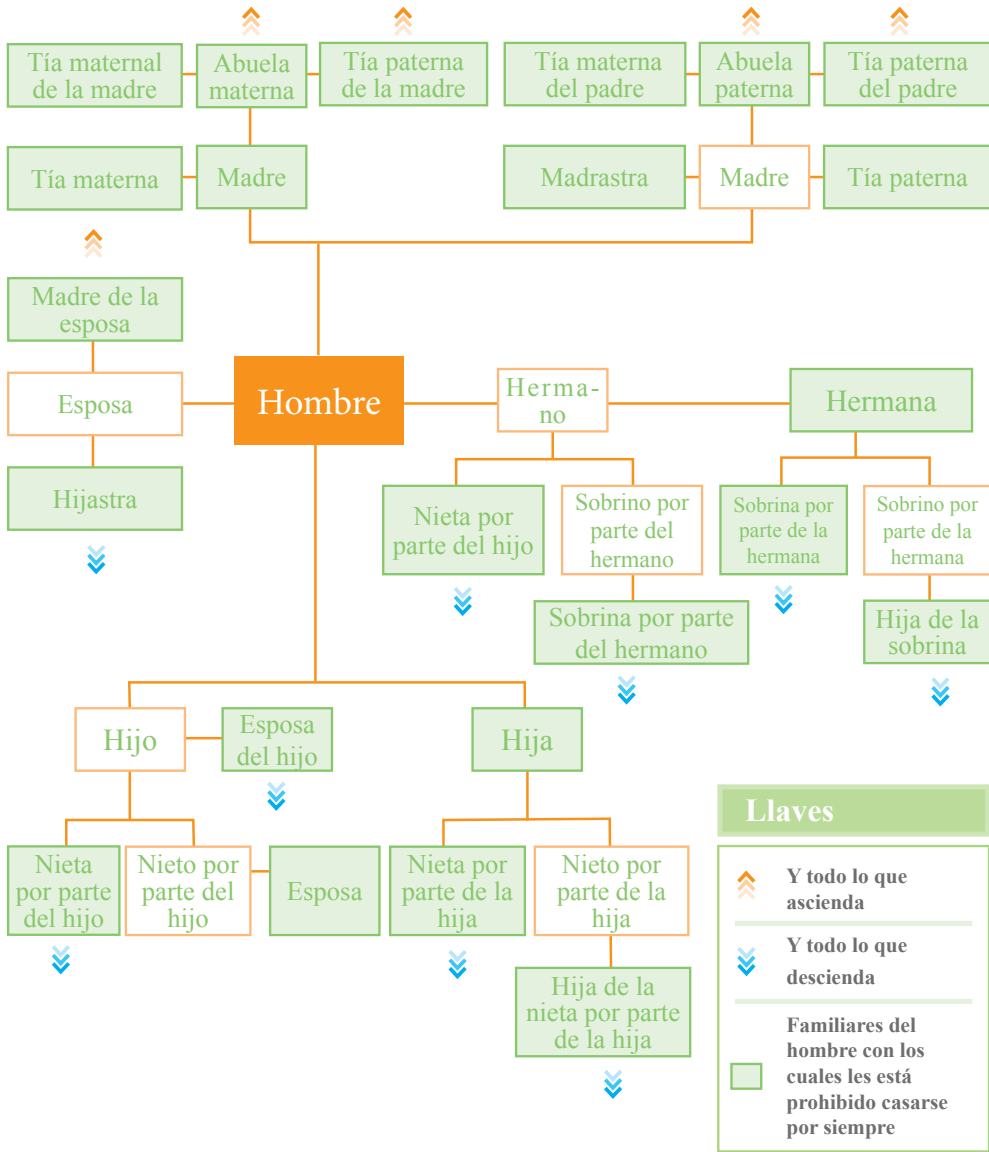 Tía maternal
de la madre
Abuela
materna
Tía paterna
de la madre
Tía materna
del padre
Abuela
paterna
Tía paterna
del padre
Tía materna
Madre
Madrastra
Madre
Tía paterna
Madre de la
esposa
Esposa
Hombre
Herma-
no
Hermana
Hijastra
Nieta por
parte del hijo
Sobrino por
parte del
hermano
Sobrina por
parte de la
hermana
Sobrino por
parte de la
hermana
Sobrina por parte
del hermano
Hija de la
sobrina
Hijo
Esposa
del hijo
Hija
Nieta
por parte
del hijo
Nieto por
parte del
hijo
Esposa
Nieta por
parte de la
hija
Nieto por
parte de la
hija
Hija de la
nieta por parte
de la hija
Llaves
Y todo lo que
ascienda
Y todo lo que
descienda
Familiares del
hombre con los
cuales les está
prohibido casarse
por siempre